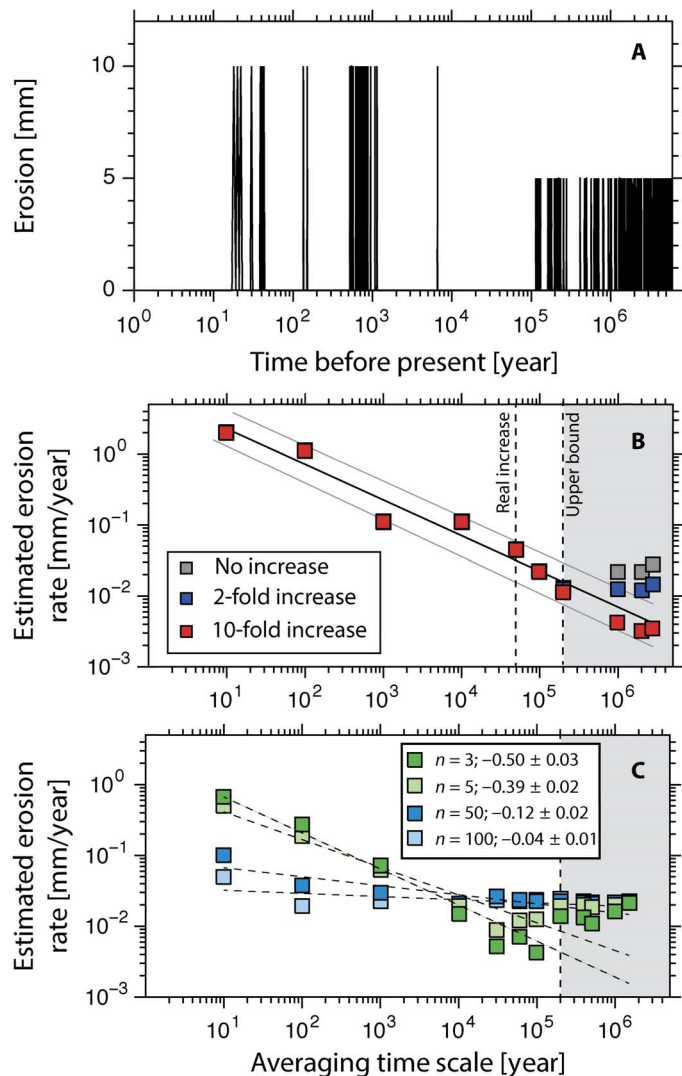 A
Erosion [mm]
10
5
0
10^0 10^1 10^2 10^3 10^4 10^5 10^6
Time before present [year]
B
Estimated erosion
rate [mm/year]
10^0
10^−1
10^−2
10^−3
Real increase
Upper bound
No increase
2-fold increase
10-fold increase
10^1 10^2 10^3 10^4 10^5 10^6
C
Estimated erosion
rate [mm/year]
10^0
10^−1
10^−2
10^−3
n = 3; −0.50 ± 0.03
n = 5; −0.39 ± 0.02
n = 50; −0.12 ± 0.02
n = 100; −0.04 ± 0.01
10^1 10^2 10^3 10^4 10^5 10^6
Averaging time scale [year]